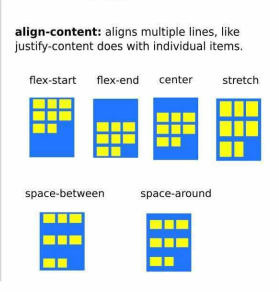 align-content: aligns multiple lines, like
justify-content does with individual items.
flex-start flex-end center stretch
space-between space-around